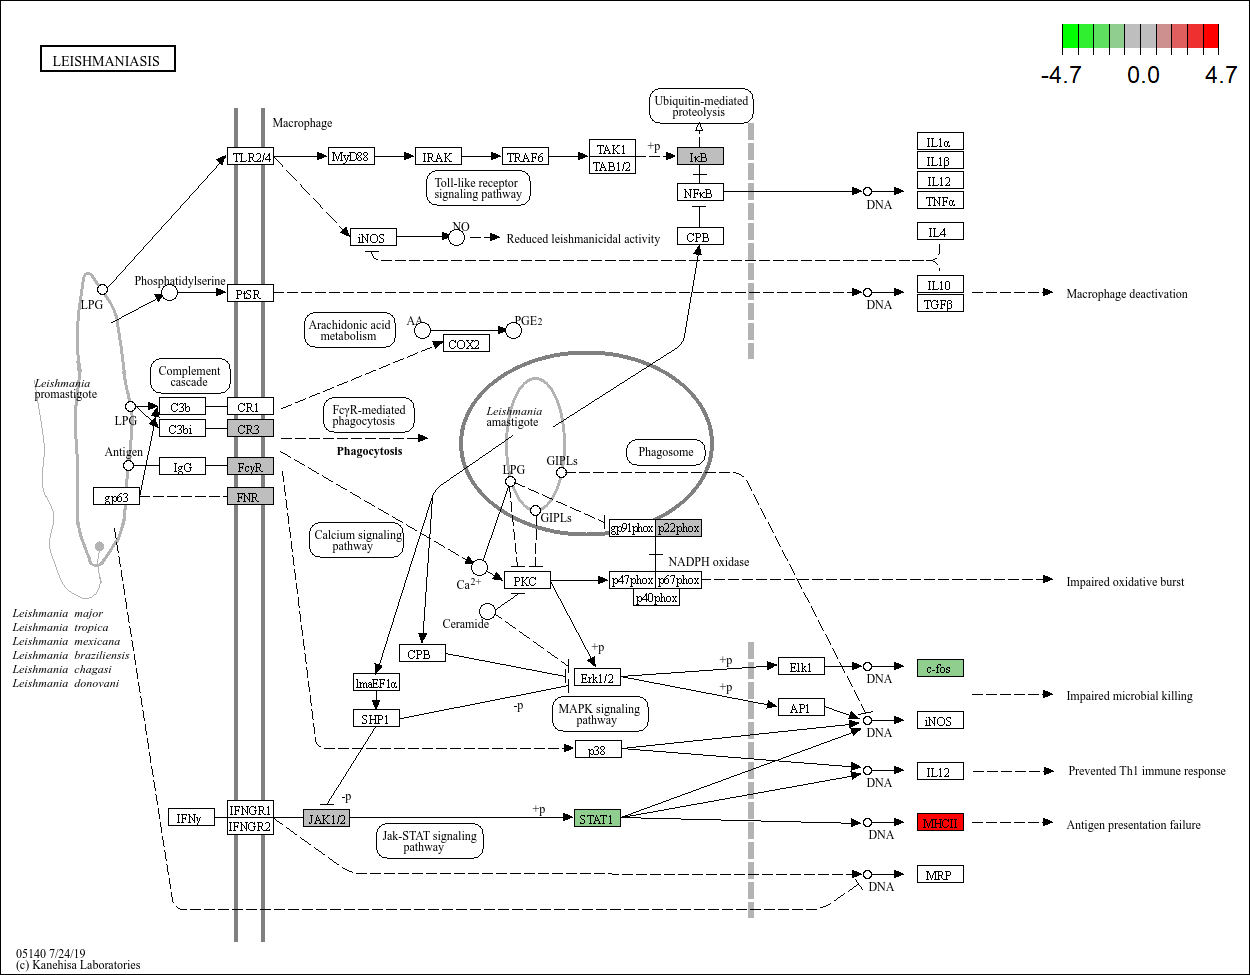 LEISHMANIASIS
-4.7 0.0 4.7
Macrophage
Ubiquitin-mediated
proteolysis
TLR2/4
MyD88
IRAK
TRAF6
TAK1
TAB1/2
+p
IκB
IL1α
IL1β
IL12
TNFα
Toll-like receptor
signaling pathway
NFκB
DNA
iNOS
NO
Reduced leishmanicidal activity
CPB
IL4
LPG
Phosphatidylserine
PtSR
DNA
IL10
TGFβ
Macrophage deactivation
Arachidonic acid
metabolism
AA
PGE2
COX2
Complement
cascade
Leishmania
promastigote
LPG
C3b
CR1
C3bi
CR3
FcγR-mediated
phagocytosis
Phagocytosis
Leishmania
amastigote
Phagosome
Antigen
IgG
FcγR
gp63
FNR
LPG
GIPLs
GIPLs
gp91phox
p22phox
Calcium signaling
pathway
NADPH oxidase
Ca2+
PKC
p47phox
p67phox
p40phox
Impaired oxidative burst
Ceramide
Leishmania major
Leishmania tropica
Leishmania mexicana
Leishmania braziliensis
Leishmania chagasi
Leishmania donovani
CPB
+p
lmaEF1α
Erk1/2
+p
Elk1
DNA
c-fos
+p
Impaired microbial killing
SHP1
-p
MAPK signaling
pathway
AP1
DNA
iNOS
p38
DNA
IL12
Prevented Th1 immune response
-p
IFNγ
IFNGR1
IFNGR2
JAK1/2
+p
STAT1
DNA
MHCII
Antigen presentation failure
Jak-STAT signaling
pathway
DNA
MRP
05140 7/24/19
(c) Kanehisa Laboratories